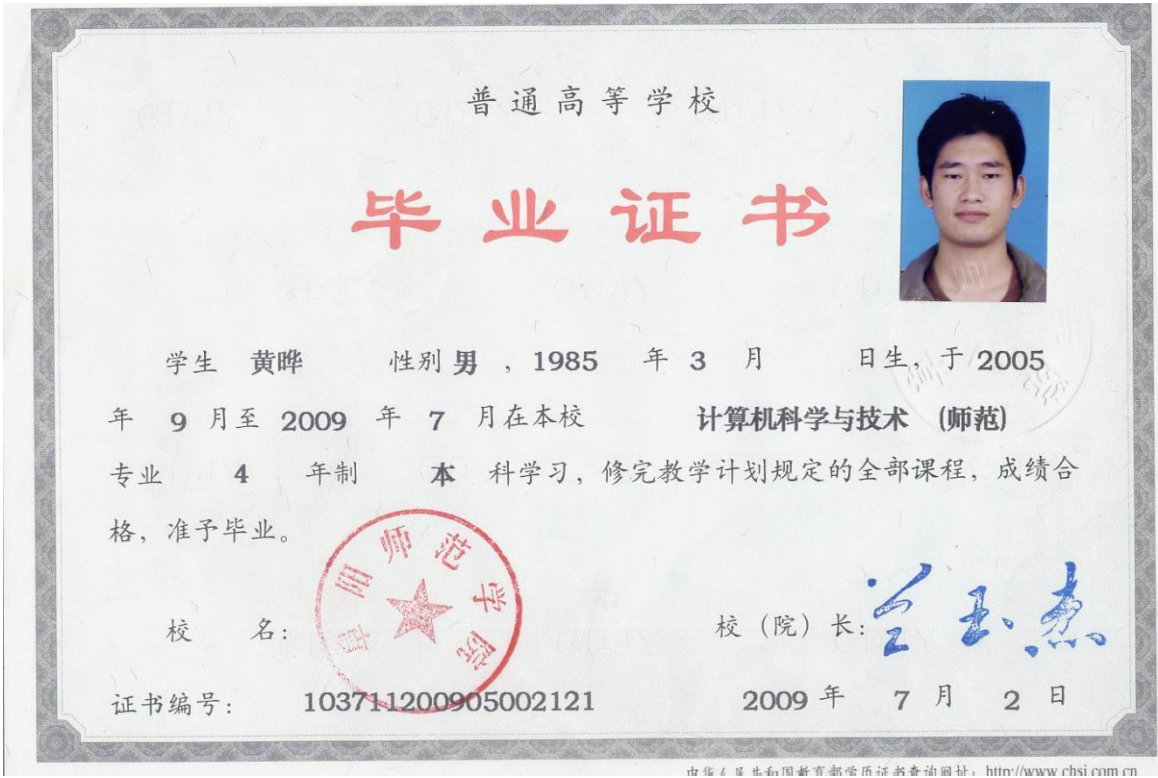 普通高等学校
毕业证书
学生 黄晔 性别 男 ，1985 年 3 月 日生，于 2005
年 9 月至 2009 年 7 月在本校 计算机科学与技术 (师范)
专业 4 年制 本 科学习，修完教学计划规定的全部课程，成绩合
格，准予毕业。
师范学院
校 名： 校（院）长：
证书编号： 103711200905002121 2009 年 7 月 2 日
中华人民共和国教育部学历证书查询网址：http://www.chsi.com.cn